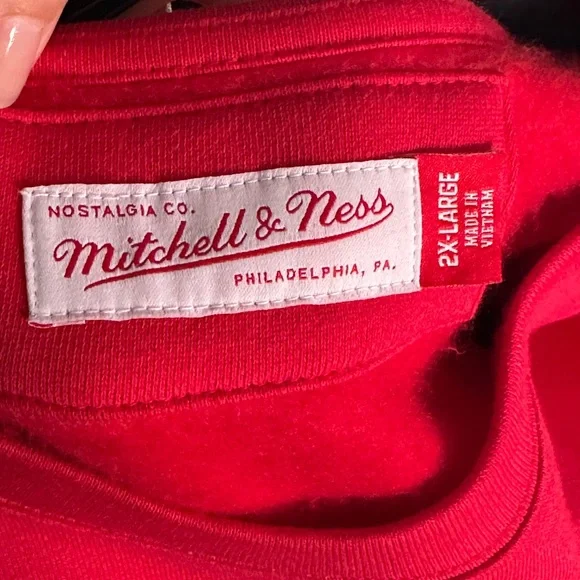 NOSTALGIA CO.
Mitchell & Ness
PHILADELPHIA, PA.
2X-LARGE
MADE IN
VIETNAM